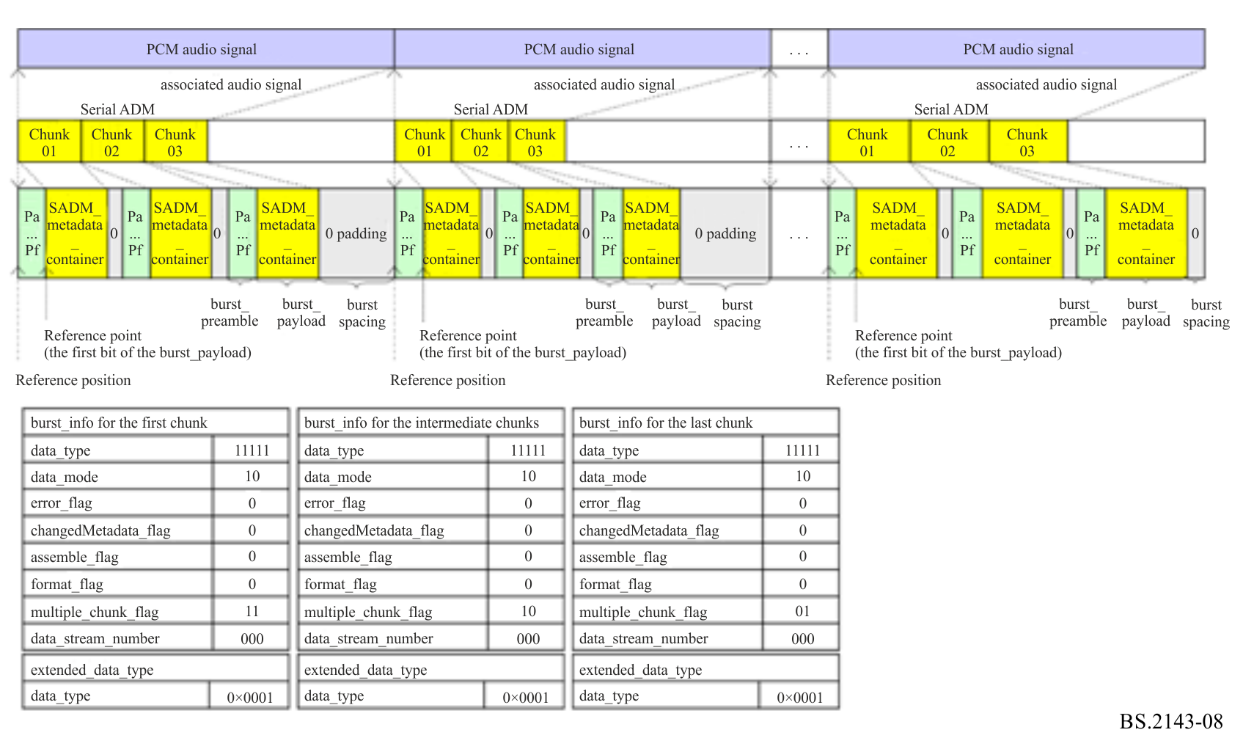 PCM audio signal PCM audio signal . . . PCM audio signal
associated audio signal associated audio signal associated audio signal
Serial ADM Serial ADM Serial ADM
Chunk 01 Chunk 02 Chunk 03 Chunk 01 Chunk 02 Chunk 03 . . . Chunk 01 Chunk 02 Chunk 03
Pa ... Pf SADM_ metadata _ container 0 Pa ... Pf SADM_ metadata _ container 0 Pa ... Pf SADM_ metadata _ container 0 padding Pa ... Pf SADM_ metadata _ container 0 Pa ... Pf SADM_ metadata _ container 0 Pa ... Pf SADM_ metadata _ container 0 padding . . . Pa ... Pf SADM_ metadata _ container 0 Pa ... Pf SADM_ metadata _ container 0 Pa ... Pf SADM_ metadata _ container 0
burst_ preamble burst_ payload burst spacing burst_ preamble burst_ payload burst spacing burst_ preamble burst_ payload burst spacing
Reference point Reference point Reference point
(the first bit of the burst_payload) (the first bit of the burst_payload) (the first bit of the burst_payload)
Reference position Reference position Reference position
burst_info for the first chunk burst_info for the intermediate chunks burst_info for the last chunk
data_type 11111 data_type 11111 data_type 11111
data_mode 10 data_mode 10 data_mode 10
error_flag 0 error_flag 0 error_flag 0
changedMetadata_flag 0 changedMetadata_flag 0 changedMetadata_flag 0
assemble_flag 0 assemble_flag 0 assemble_flag 0
format_flag 0 format_flag 0 format_flag 0
multiple_chunk_flag 11 multiple_chunk_flag 10 multiple_chunk_flag 01
data_stream_number 000 data_stream_number 000 data_stream_number 000
extended_data_type extended_data_type extended_data_type
data_type 0×0001 data_type 0×0001 data_type 0×0001
BS.2143-08